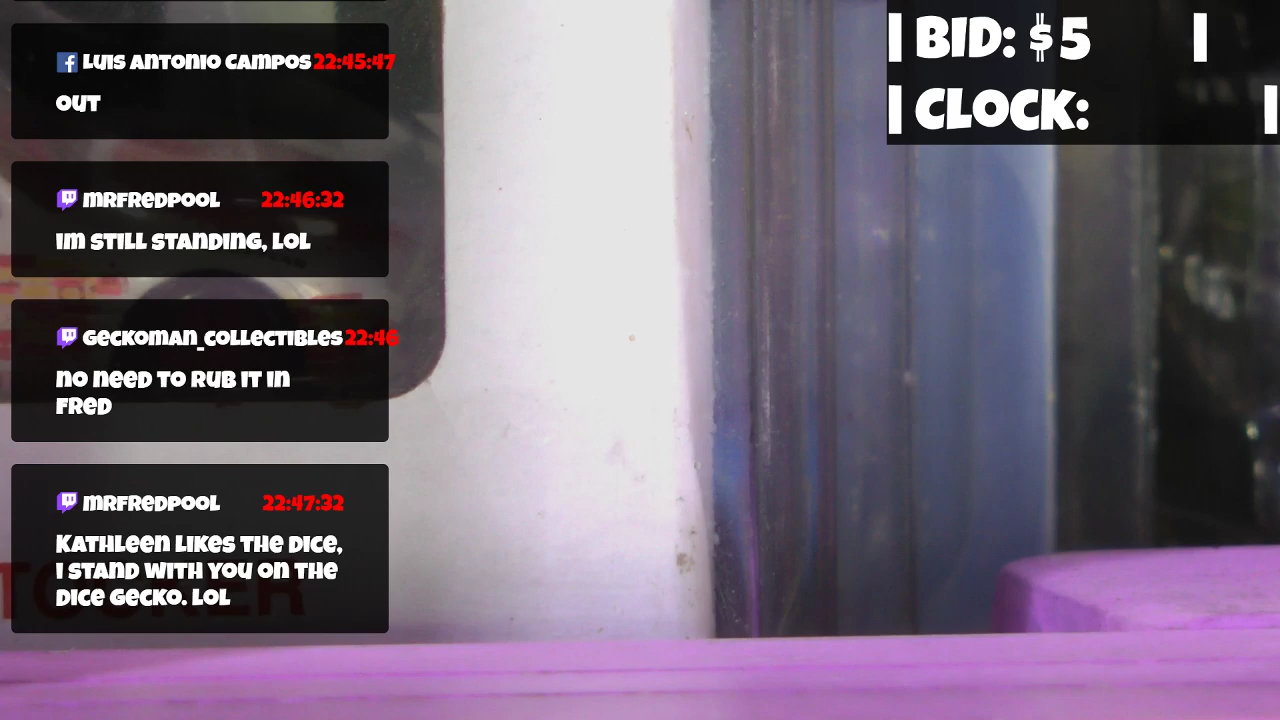 Luis Antonio Campos 22:45:47
out
mrfredpool 22:46:32
Im still standing, lol
Geckoman_Collectibles 22:46
no need to rub it in
Fred
mrfredpool 22:47:32
Kathleen likes the dice,
I stand with you on the
dice Gecko. lol
| BID: $5 |
| CLOCK: |